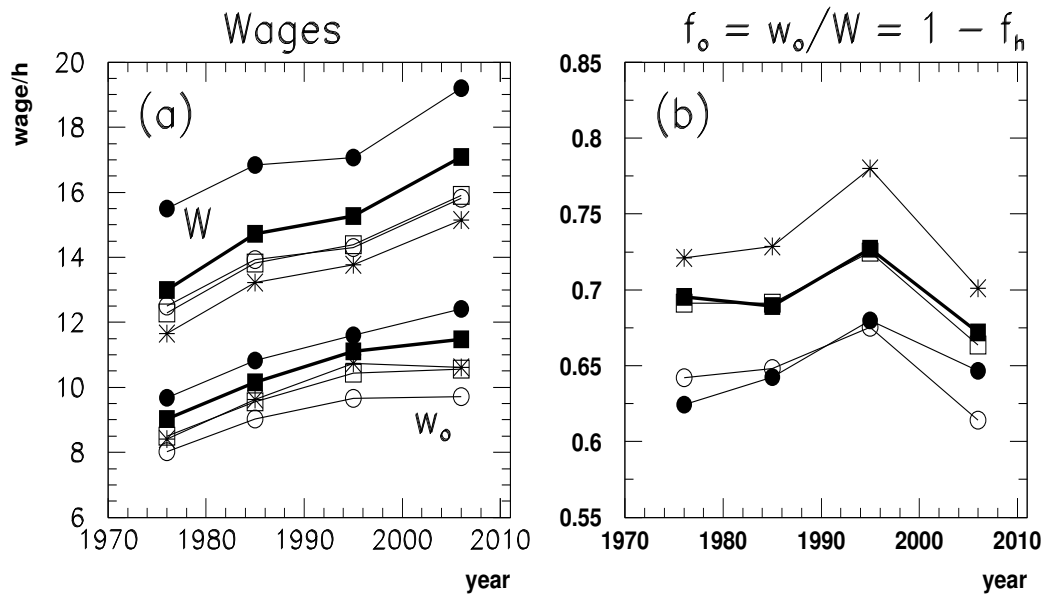 Wages
wage/h
20
18
16
14
12
10
8
6
(a)
W
w_o
1970 1980 1990 2000 2010
year
f_o = w_o/W = 1 − f_h
0.85
0.8
0.75
0.7
0.65
0.6
0.55
(b)
1970 1980 1990 2000 2010
year